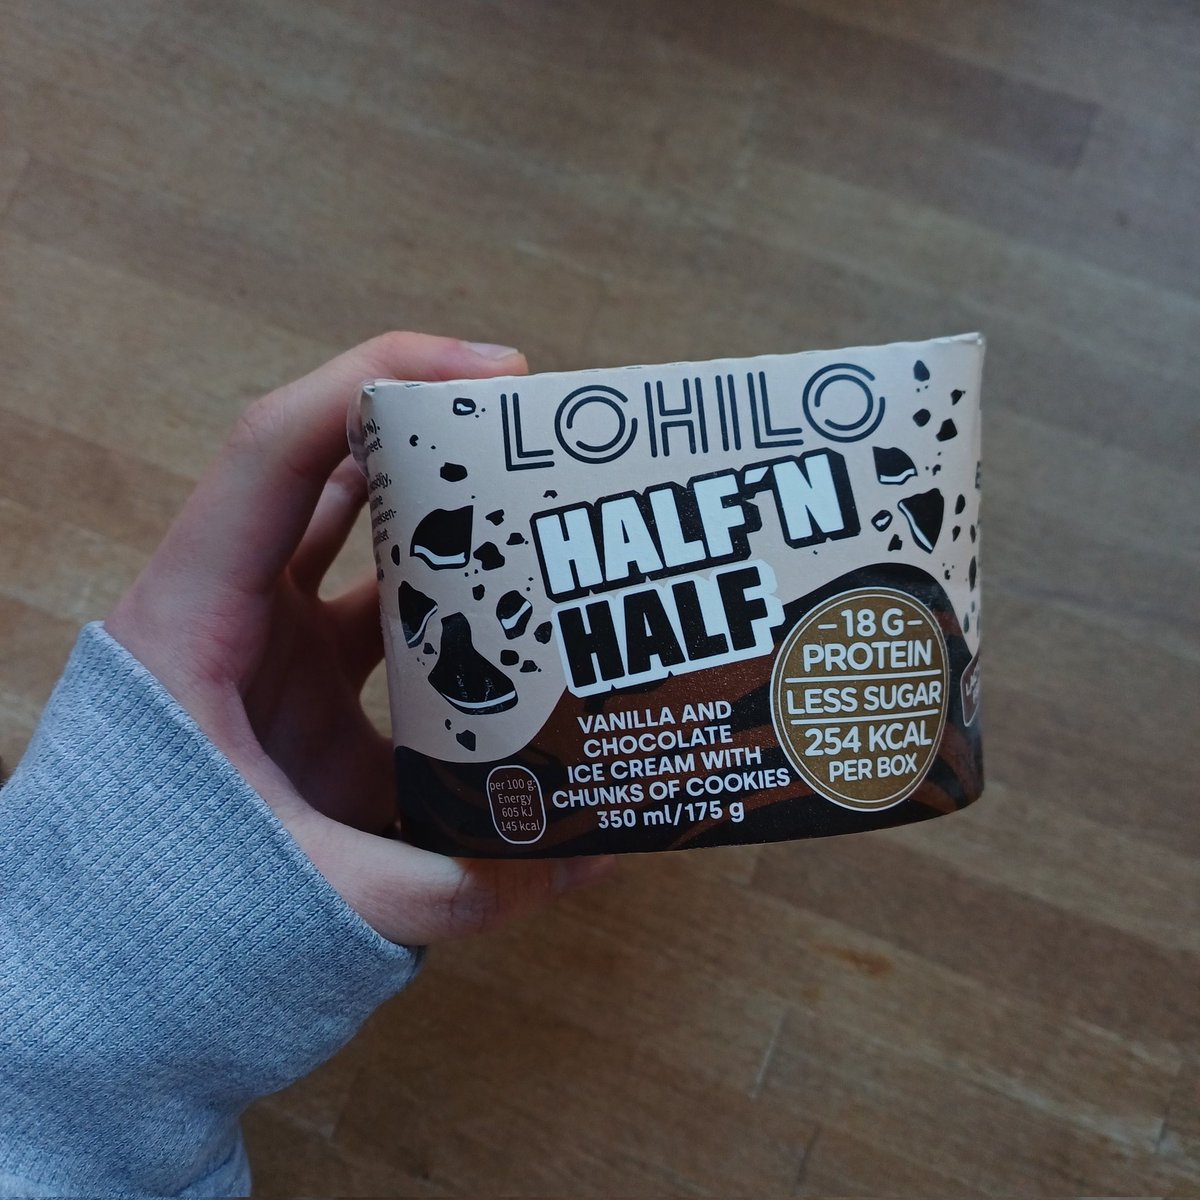 LOHILO
HALF´N
HALF
VANILLA AND
CHOCOLATE
ICE CREAM WITH
CHUNKS OF COOKIES
350 ml/175 g
-18 G-
PROTEIN
LESS SUGAR
254 KCAL
PER BOX
per 100 g:
Energy
605 kJ
145 kcal